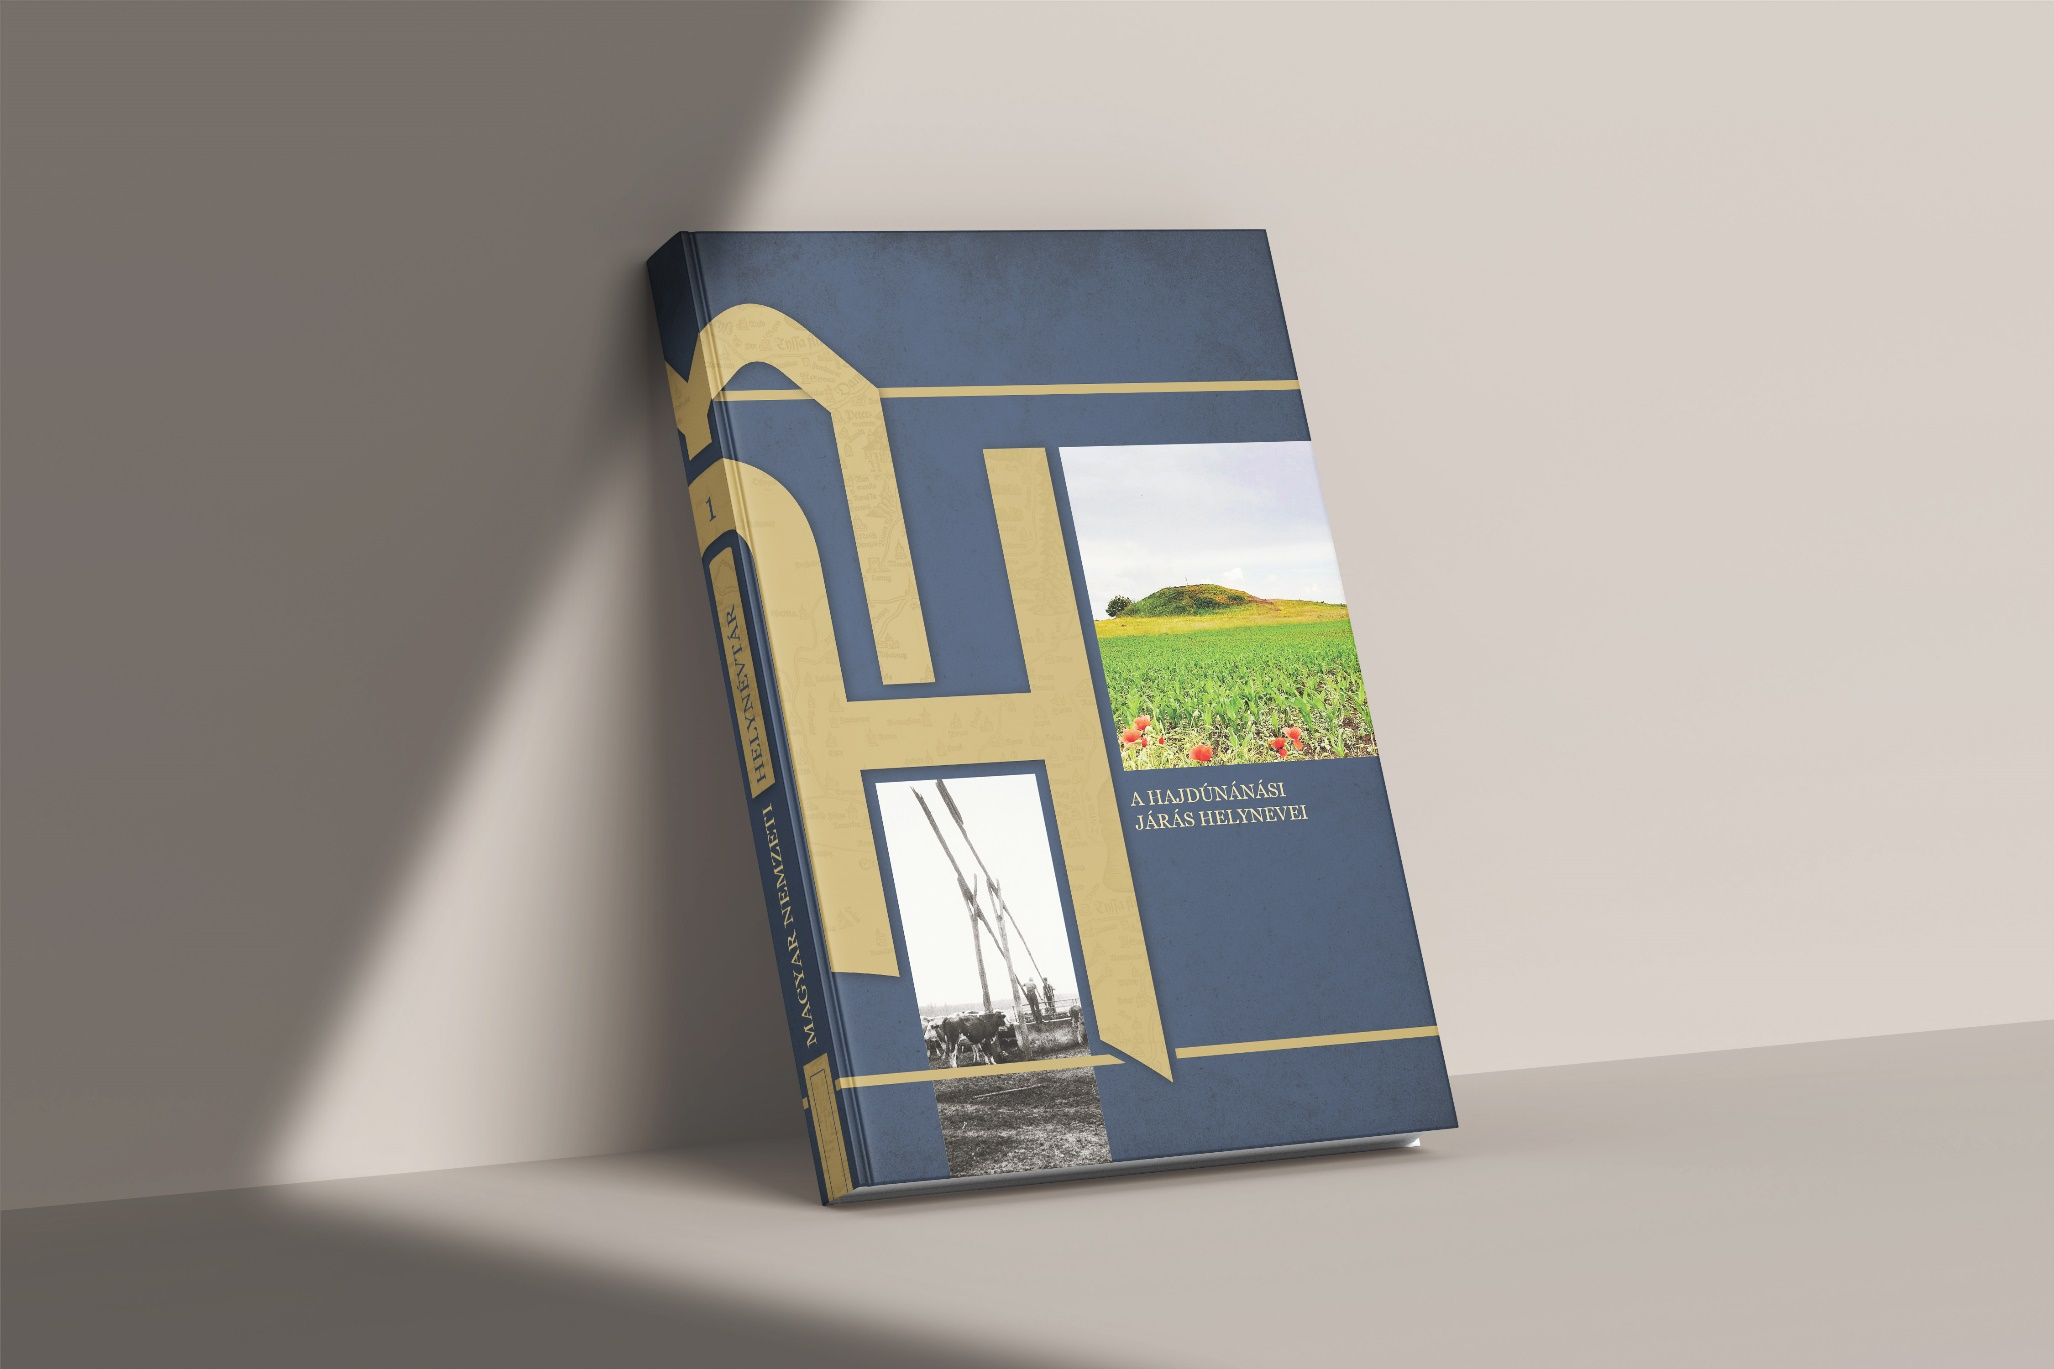 A HAJDÚNÁNÁSI
JÁRÁS HELYNEVEI
1
MAGYAR NEMZETI HELYNÉVTÁR